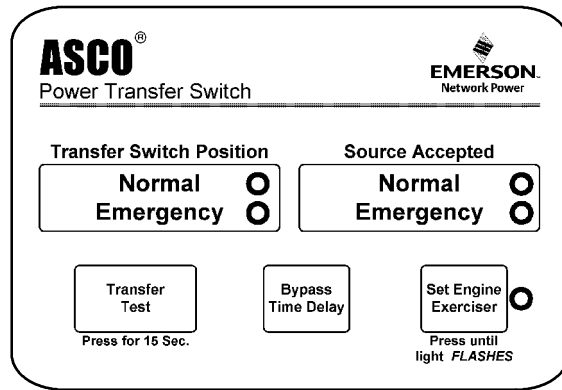 ASCO®
Power Transfer Switch
EMERSON™
Network Power
Transfer Switch Position
Normal
Emergency
Source Accepted
Normal
Emergency
Transfer
Test
Press for 15 Sec.
Bypass
Time Delay
Set Engine
Exerciser
Press until
light FLASHES